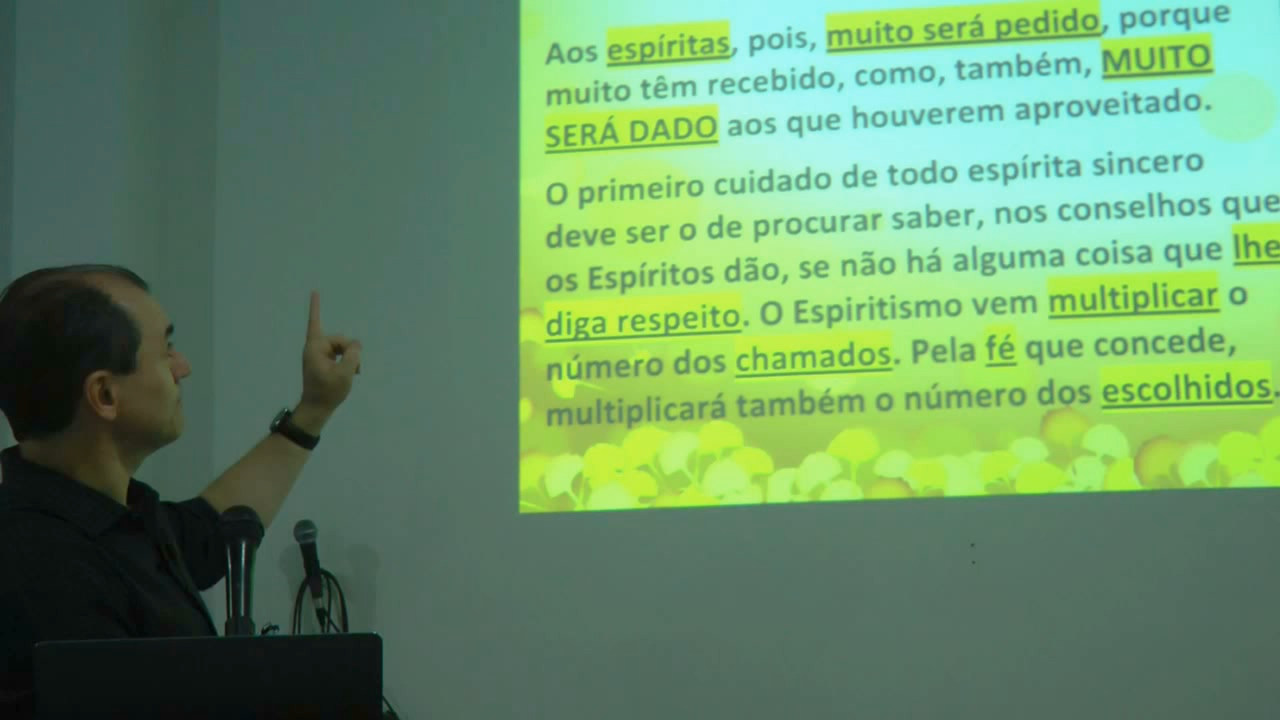 Aos espíritas, pois, muito será pedido, porque
muito têm recebido, como, também, MUITO
SERÁ DADO aos que houverem aproveitado.
O primeiro cuidado de todo espírita sincero
deve ser o de procurar saber, nos conselhos que
os Espíritos dão, se não há alguma coisa que lhe
diga respeito. O Espiritismo vem multiplicar o
número dos chamados. Pela fé que concede,
multiplicará também o número dos escolhidos.